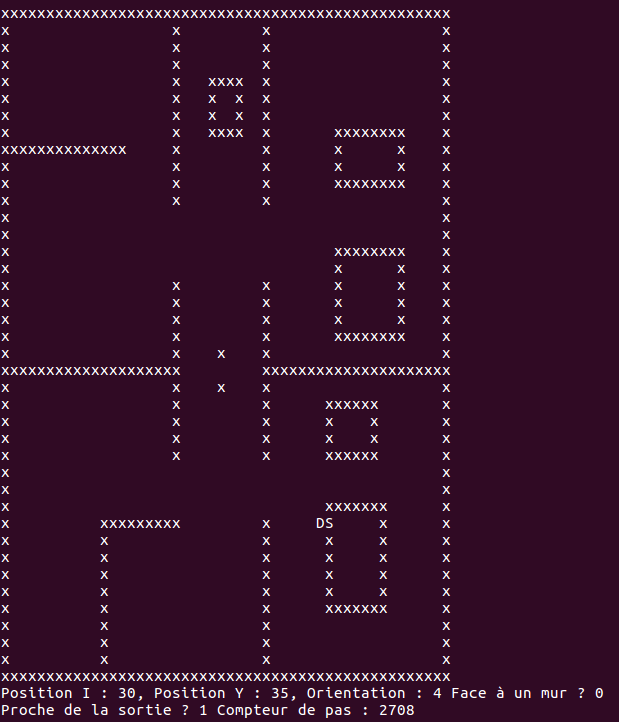 xxxxxxxxxxxxxxxxxxxxxxxxxxxxxxxxxxxxxxxxxxxxxxxxxx
x                  x         x                   x
x                  x         x                   x
x                  x         x                   x
x                  x   xxxx  x                   x
x                  x   x  x  x                   x
x                  x   x  x  x                   x
x                  x   xxxx  x       xxxxxxxx    x
xxxxxxxxxxxxxx     x         x       x      x    x
x                  x         x       x      x    x
x                  x         x       xxxxxxxx    x
x                  x         x                   x
x                                                x
x                                                x
x                                    xxxxxxxx    x
x                                    x      x    x
x                  x         x       x      x    x
x                  x         x       x      x    x
x                  x         x       x      x    x
x                  x         x       xxxxxxxx    x
x                  x    x    x                   x
xxxxxxxxxxxxxxxxxxxx         xxxxxxxxxxxxxxxxxxxxx
x                  x    x    x                   x
x                  x         x      xxxxxx       x
x                  x         x      x    x       x
x                  x         x      x    x       x
x                  x         x      xxxxxx       x
x                                                x
x                                                x
x                                   xxxxxxx      x
x          xxxxxxxxx         x     DS     x      x
x          x                 x      x     x      x
x          x                 x      x     x      x
x          x                 x      x     x      x
x          x                 x      x     x      x
x          x                 x      xxxxxxx      x
x          x                 x                   x
x          x                 x                   x
x          x                 x                   x
xxxxxxxxxxxxxxxxxxxxxxxxxxxxxxxxxxxxxxxxxxxxxxxxxx
Position I : 30, Position Y : 35, Orientation : 4 Face à un mur ? 0
Proche de la sortie ? 1 Compteur de pas : 2708